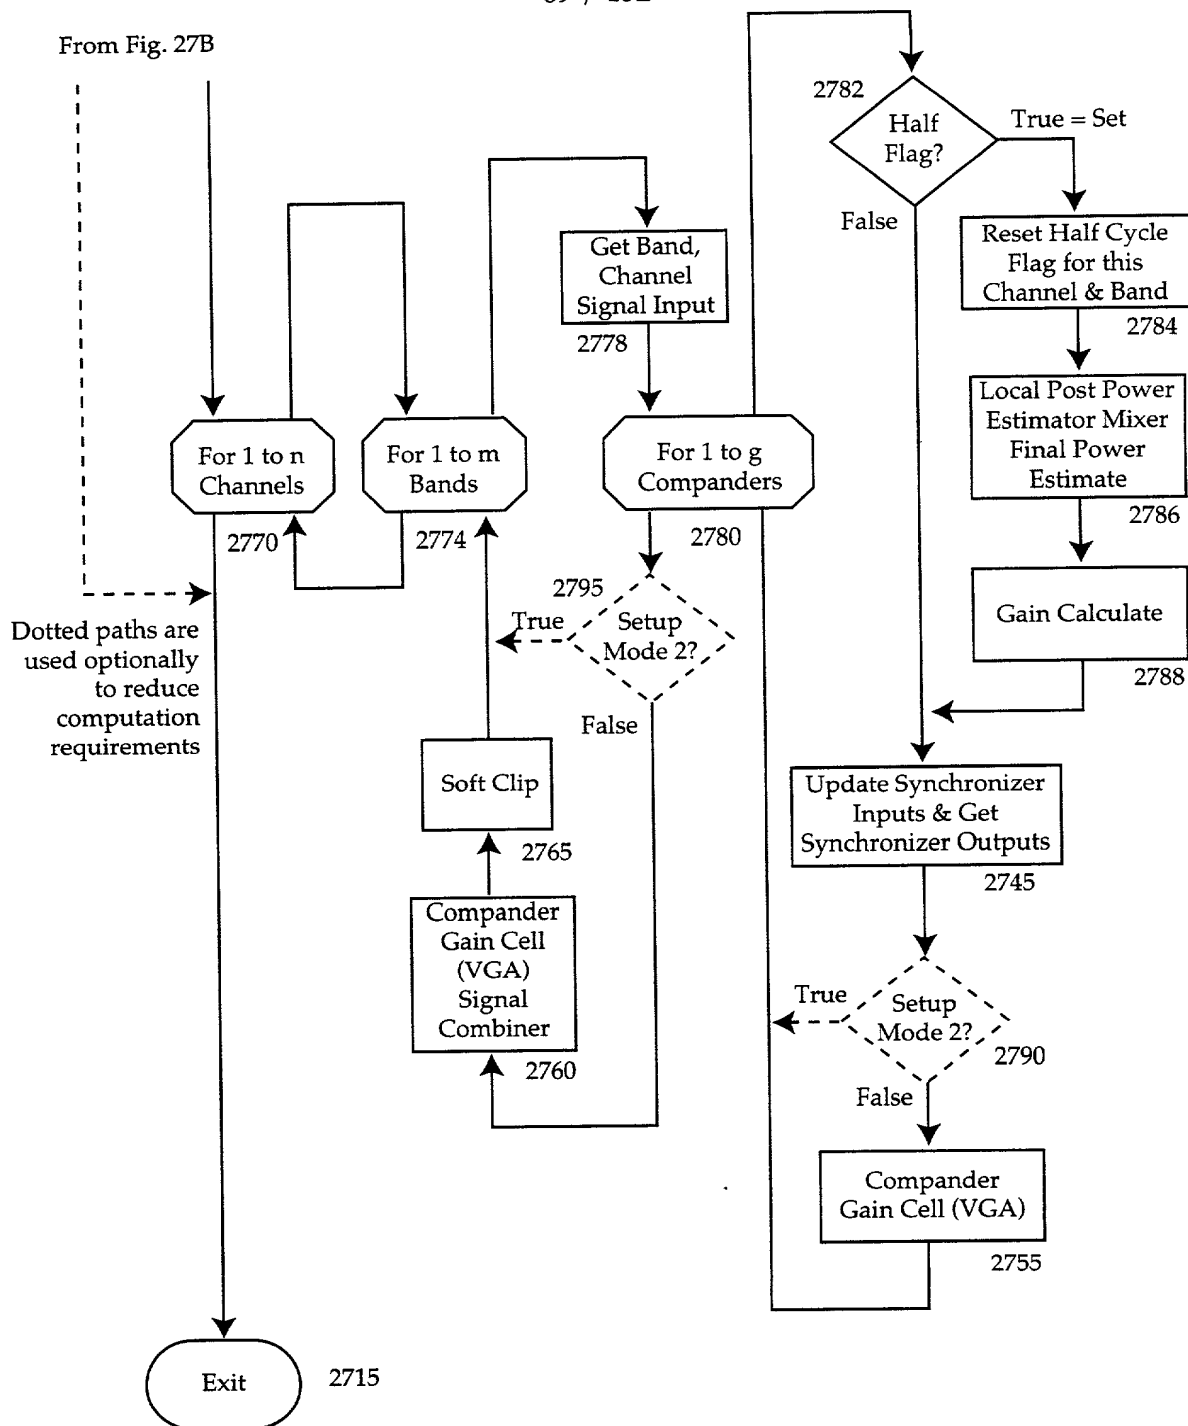 From Fig. 27B
2782
Half
Flag?
True = Set
False
Reset Half Cycle
Flag for this
Channel & Band
2784
Get Band,
Channel
Signal Input
2778
Local Post Power
Estimator Mixer
Final Power
Estimate
2786
For 1 to n
Channels
2770
For 1 to m
Bands
2774
For 1 to g
Companders
2780
2795
True
Setup
Mode 2?
False
Gain Calculate
2788
Dotted paths are
used optionally
to reduce
computation
requirements
Soft Clip
2765
Update Synchronizer
Inputs & Get
Synchronizer Outputs
2745
Compander
Gain Cell
(VGA)
Signal
Combiner
2760
True
Setup
Mode 2?
2790
False
Compander
Gain Cell (VGA)
2755
Exit
2715